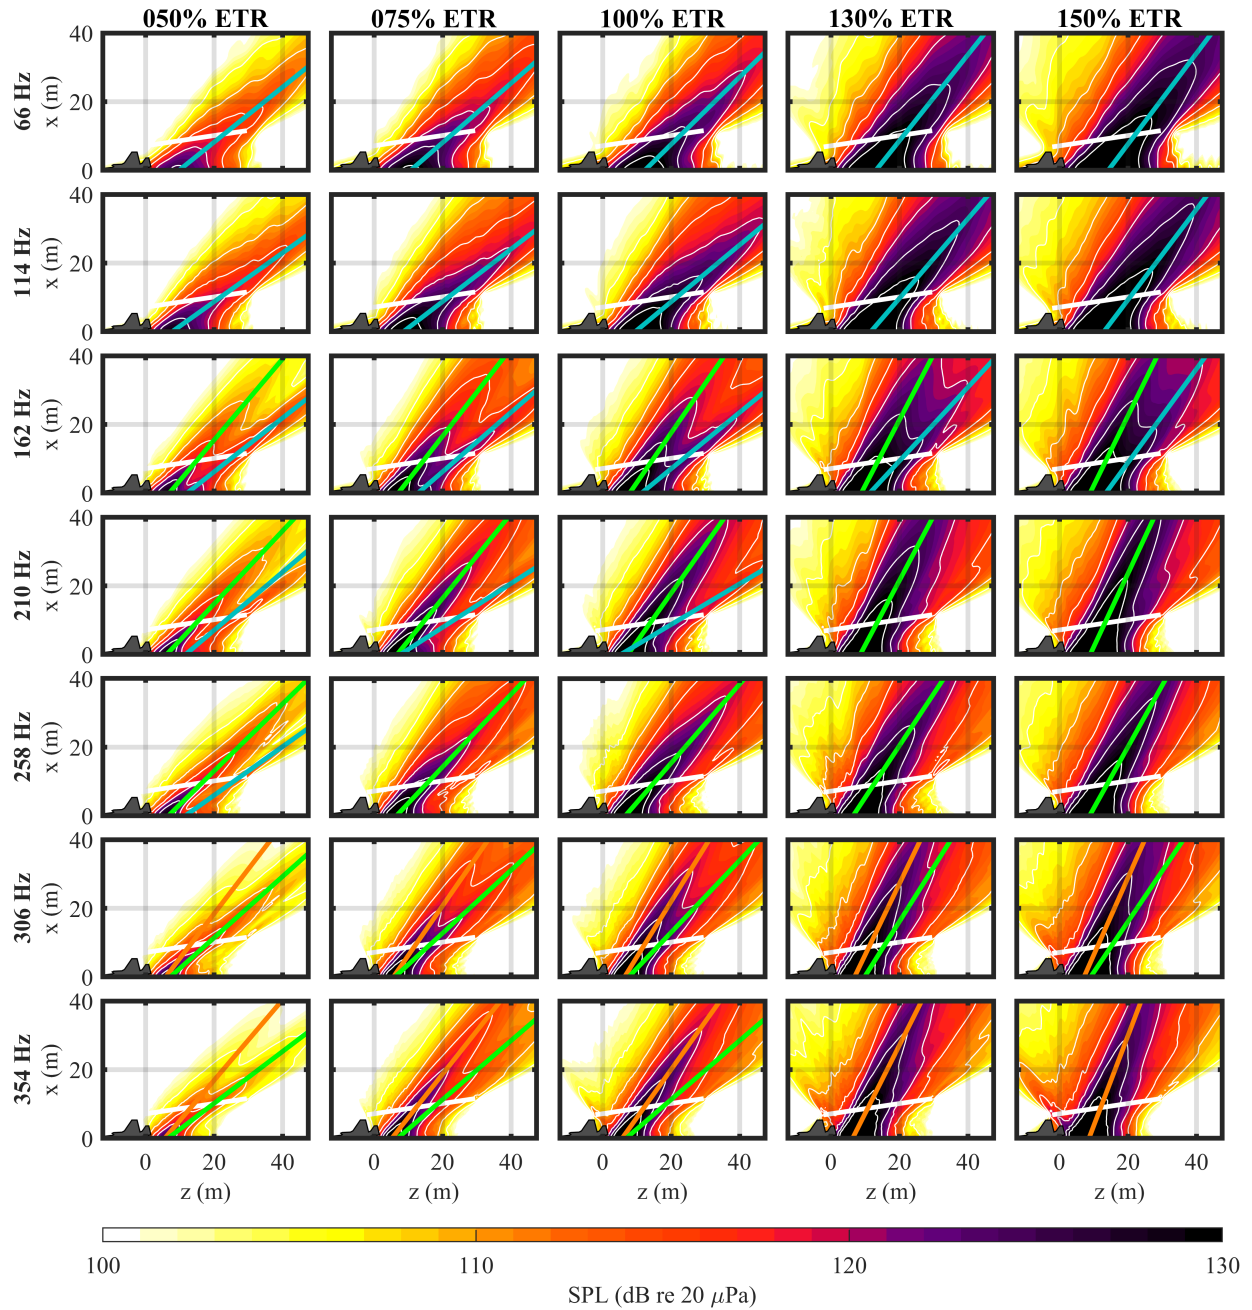 050% ETR 075% ETR 100% ETR 130% ETR 150% ETR
66 Hz
x (m)
40
20
0
114 Hz
x (m)
40
20
0
162 Hz
x (m)
40
20
0
210 Hz
x (m)
40
20
0
258 Hz
x (m)
40
20
0
306 Hz
x (m)
40
20
0
354 Hz
x (m)
40
20
0
0 20 40 0 20 40 0 20 40 0 20 40 0 20 40
z (m) z (m) z (m) z (m) z (m)
100 110 120 130
SPL (dB re 20 μPa)